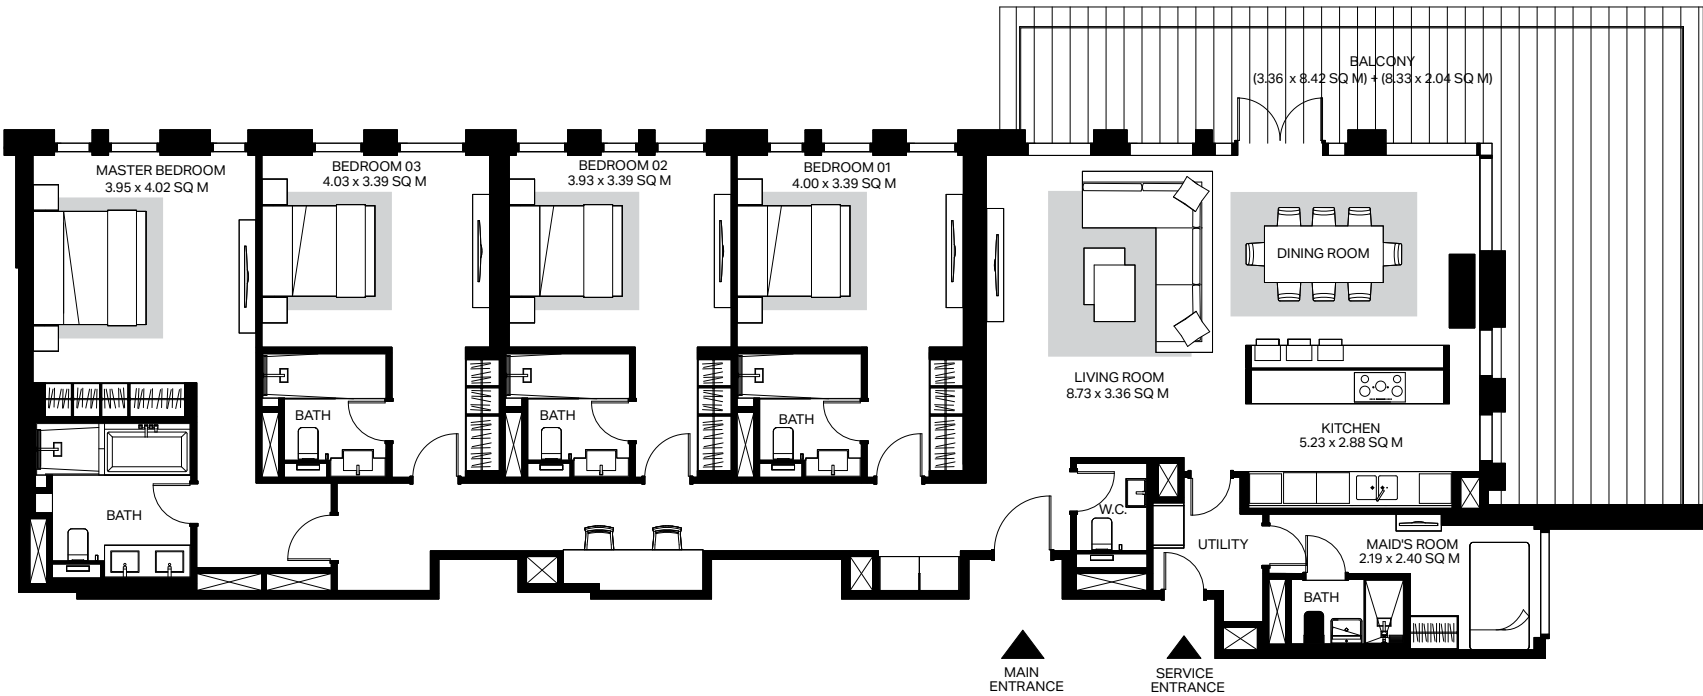 BALCONY
(3.36 x 8.42 SQ M) + (8.33 x 2.04 SQ M)
MASTER BEDROOM
3.95 x 4.02 SQ M
BEDROOM 03
4.03 x 3.39 SQ M
BEDROOM 02
3.93 x 3.39 SQ M
BEDROOM 01
4.00 x 3.39 SQ M
DINING ROOM
LIVING ROOM
8.73 x 3.36 SQ M
KITCHEN
5.23 x 2.88 SQ M
BATH
BATH
BATH
BATH
W.C.
UTILITY
MAID'S ROOM
2.19 x 2.40 SQ M
BATH
MAIN
ENTRANCE
SERVICE
ENTRANCE